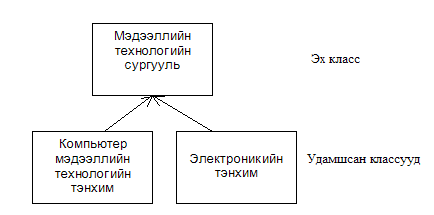 Мэдээллийн
технологийн
сургууль
Эх класс
Компьютер
мэдээллийн
технологийн
тэнхим
Электроникийн
тэнхим
Удамшсан классууд